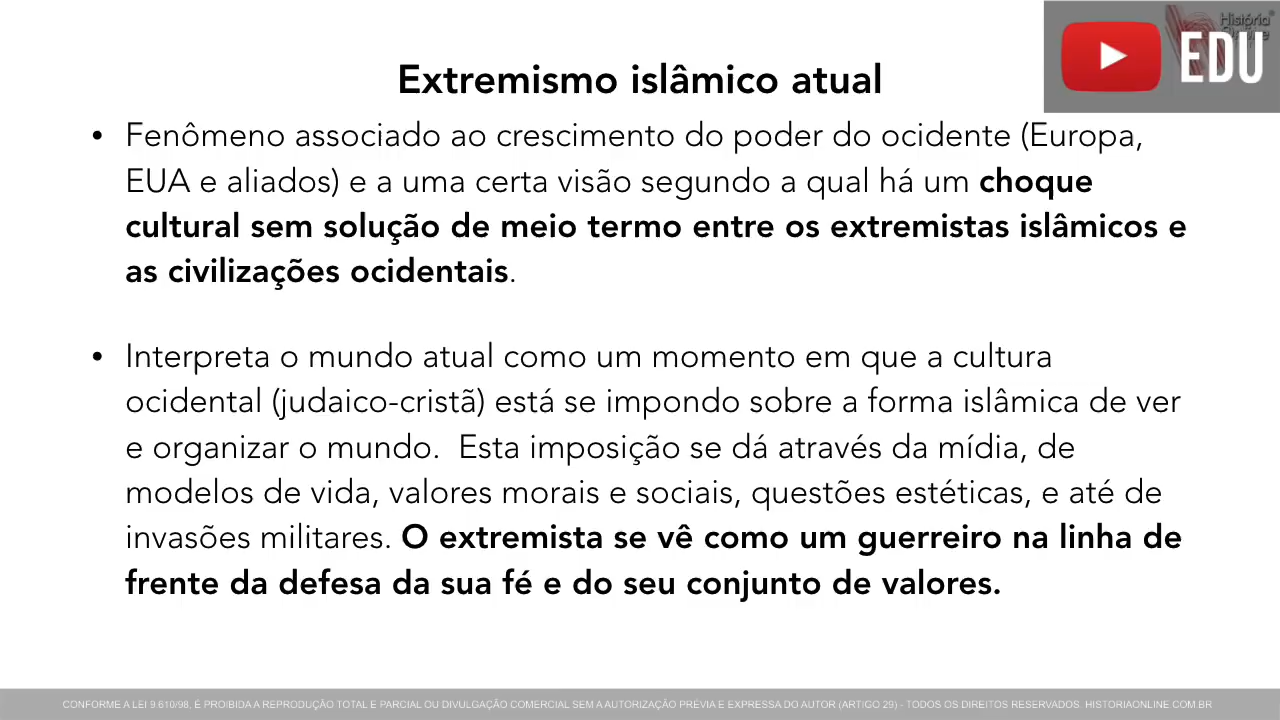 História
Online
EDU
Extremismo islâmico atual
• Fenômeno associado ao crescimento do poder do ocidente (Europa,
EUA e aliados) e a uma certa visão segundo a qual há um choque
cultural sem solução de meio termo entre os extremistas islâmicos e
as civilizações ocidentais.
• Interpreta o mundo atual como um momento em que a cultura
ocidental (judaico-cristã) está se impondo sobre a forma islâmica de ver
e organizar o mundo. Esta imposição se dá através da mídia, de
modelos de vida, valores morais e sociais, questões estéticas, e até de
invasões militares. O extremista se vê como um guerreiro na linha de
frente da defesa da sua fé e do seu conjunto de valores.
CONFORME A LEI 9.610/98, É PROIBIDA A REPRODUÇÃO TOTAL E PARCIAL OU DIVULGAÇÃO COMERCIAL SEM A AUTORIZAÇÃO PRÉVIA E EXPRESSA DO AUTOR (ARTIGO 29) - TODOS OS DIREITOS RESERVADOS. HISTORIAONLINE.COM.BR